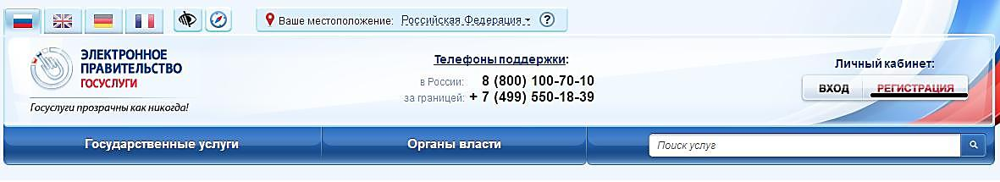 Ваше местоположение: Российская Федерация ?
ЭЛЕКТРОННОЕ
ПРАВИТЕЛЬСТВО
ГОСУСЛУГИ
Госуслуги прозрачны как никогда!
Телефоны поддержки:
в России: 8 (800) 100-70-10
за границей: + 7 (499) 550-18-39
Личный кабинет:
ВХОД РЕГИСТРАЦИЯ
Государственные услуги Органы власти Поиск услуг